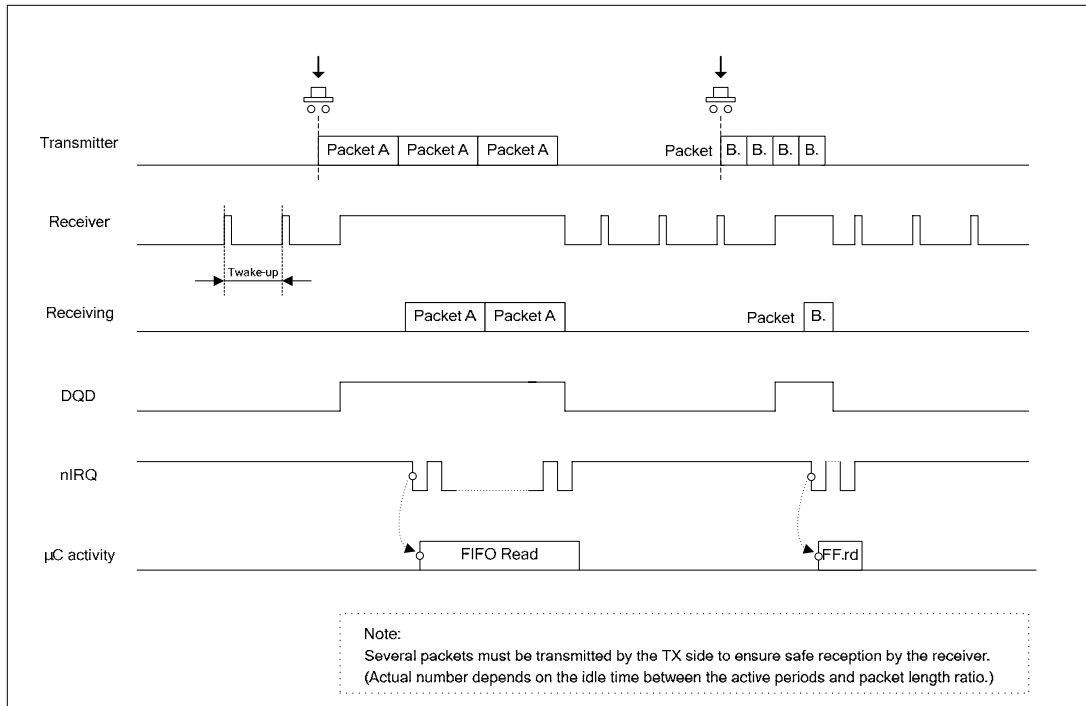 Transmitter
Packet A Packet A Packet A
Packet B. B. B. B.
Receiver
Twake-up
Receiving
Packet A Packet A
Packet B.
DQD
nIRQ
µC activity
FIFO Read
FF.rd
Note:
Several packets must be transmitted by the TX side to ensure safe reception by the receiver.
(Actual number depends on the idle time between the active periods and packet length ratio.)